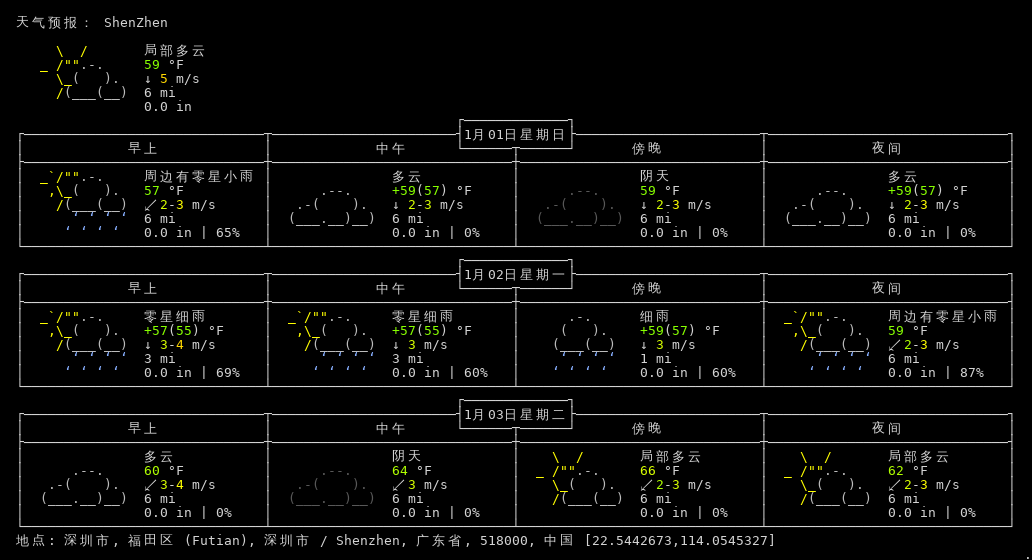 天气预报： ShenZhen
局部多云
59 °F
↓ 5 m/s
6 mi
0.0 in
1月01日星期日
早上 中午 傍晚 夜间
周边有零星小雨 多云 阴天 多云
57 °F +59(57) °F 59 °F +59(57) °F
↙ 2-3 m/s ↓ 2-3 m/s ↓ 2-3 m/s ↓ 2-3 m/s
6 mi 6 mi 6 mi 6 mi
0.0 in | 65% 0.0 in | 0% 0.0 in | 0% 0.0 in | 0%
1月02日星期一
早上 中午 傍晚 夜间
零星细雨 零星细雨 细雨 周边有零星小雨
+57(55) °F +57(55) °F +59(57) °F 59 °F
↓ 3-4 m/s ↓ 3 m/s ↓ 3 m/s ↙ 2-3 m/s
3 mi 3 mi 1 mi 6 mi
0.0 in | 69% 0.0 in | 60% 0.0 in | 60% 0.0 in | 87%
1月03日星期二
早上 中午 傍晚 夜间
多云 阴天 局部多云 局部多云
60 °F 64 °F 66 °F 62 °F
↙ 3-4 m/s ↙ 3 m/s ↙ 2-3 m/s ↙ 2-3 m/s
6 mi 6 mi 6 mi 6 mi
0.0 in | 0% 0.0 in | 0% 0.0 in | 0% 0.0 in | 0%
地点: 深圳市, 福田区 (Futian), 深圳市 / Shenzhen, 广东省, 518000, 中国 [22.5442673,114.0545327]